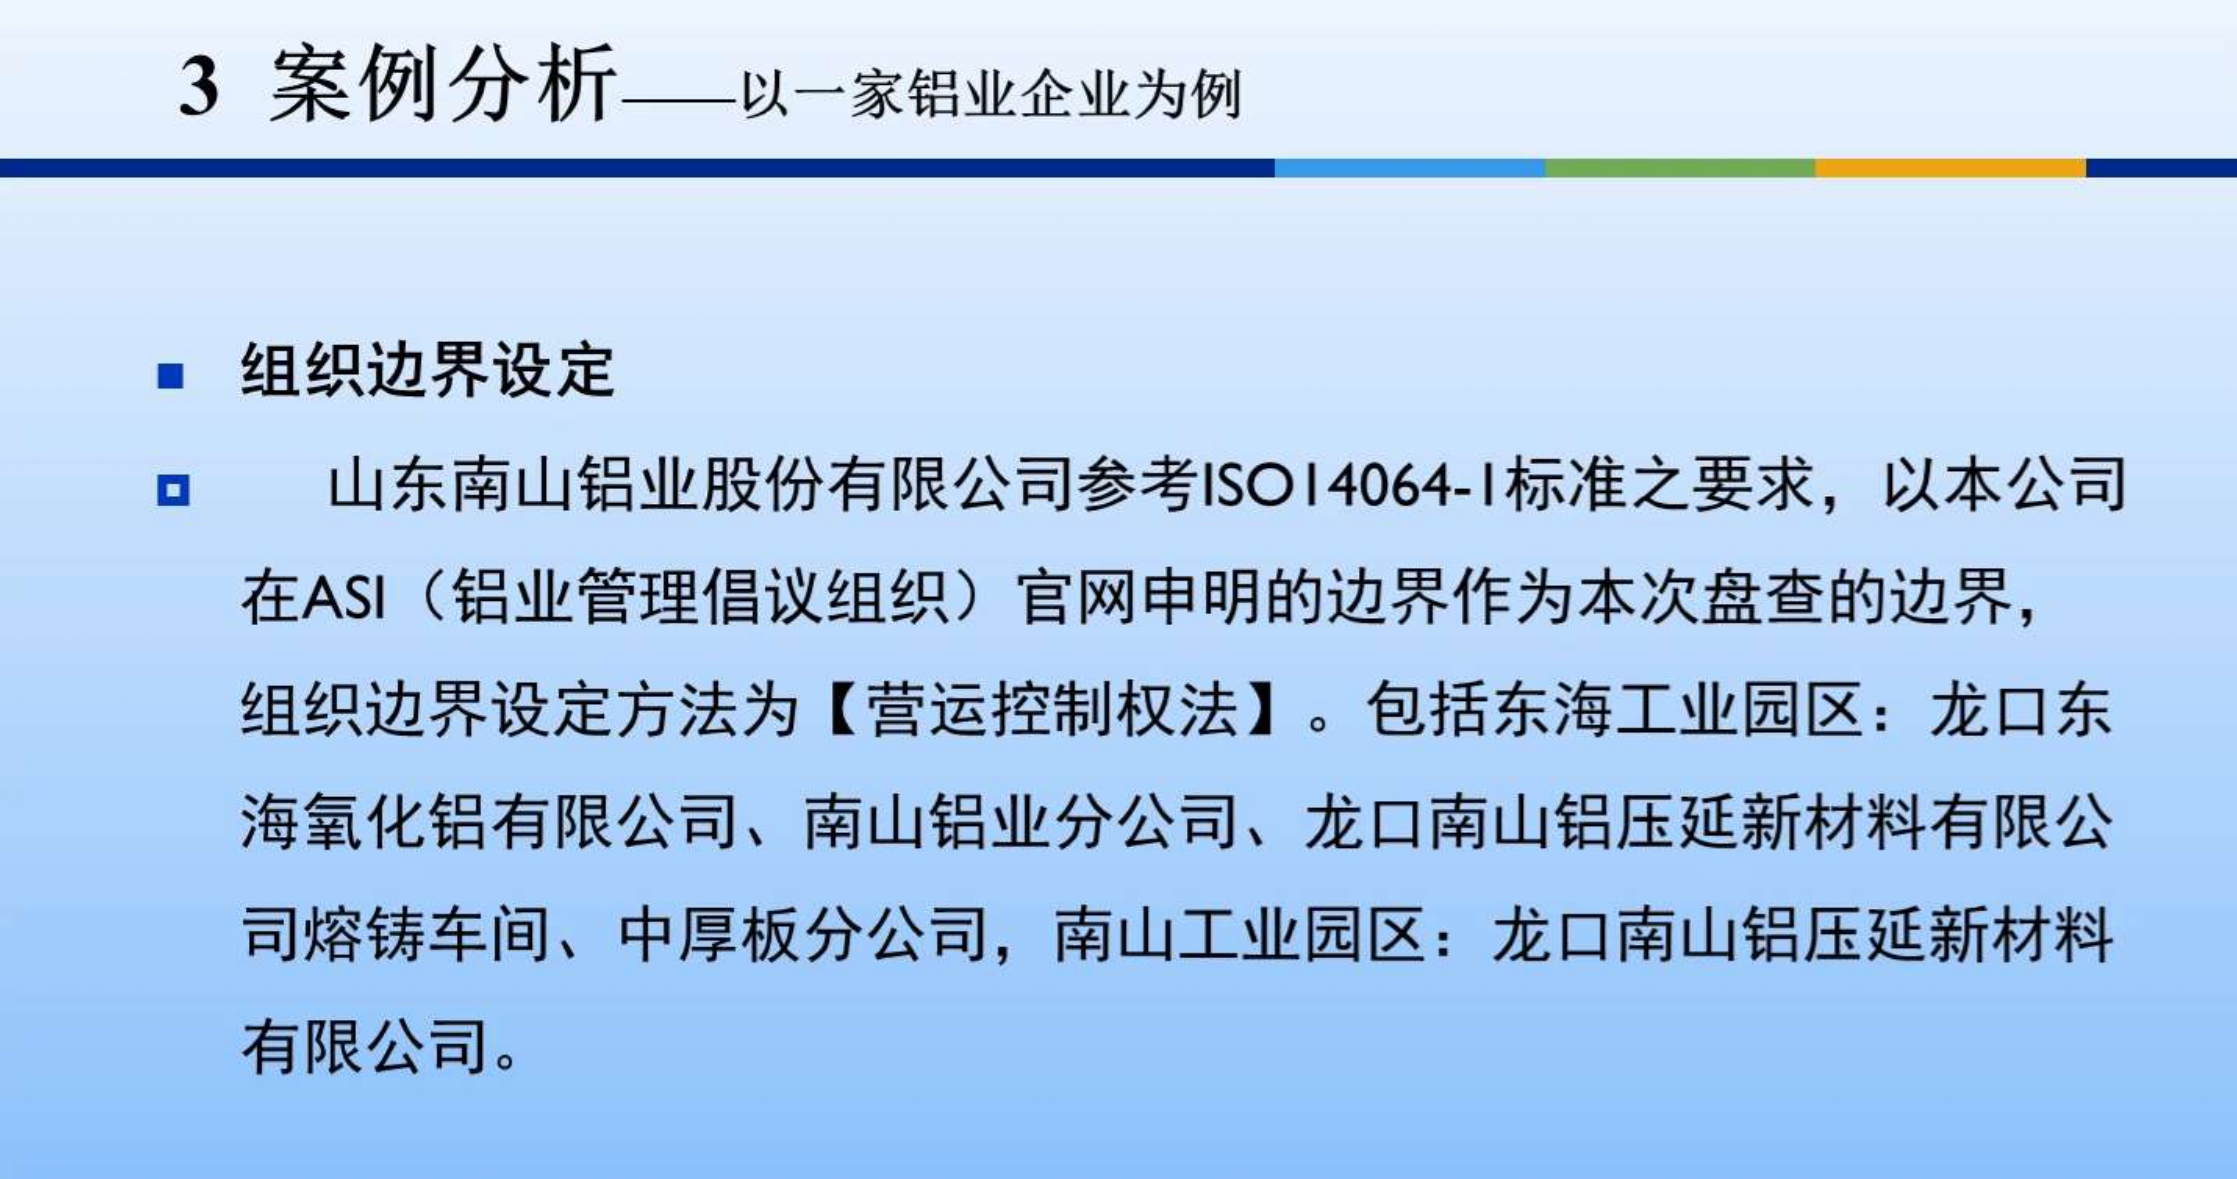 3 案例分析——以一家铝业企业为例
组织边界设定
山东南山铝业股份有限公司参考ISO14064-1标准之要求，以本公司
在ASI（铝业管理倡议组织）官网申明的边界作为本次盘查的边界，
组织边界设定方法为【营运控制权法】。包括东海工业园区：龙口东
海氧化铝有限公司、南山铝业分公司、龙口南山铝压延新材料有限公
司熔铸车间、中厚板分公司，南山工业园区：龙口南山铝压延新材料
有限公司。